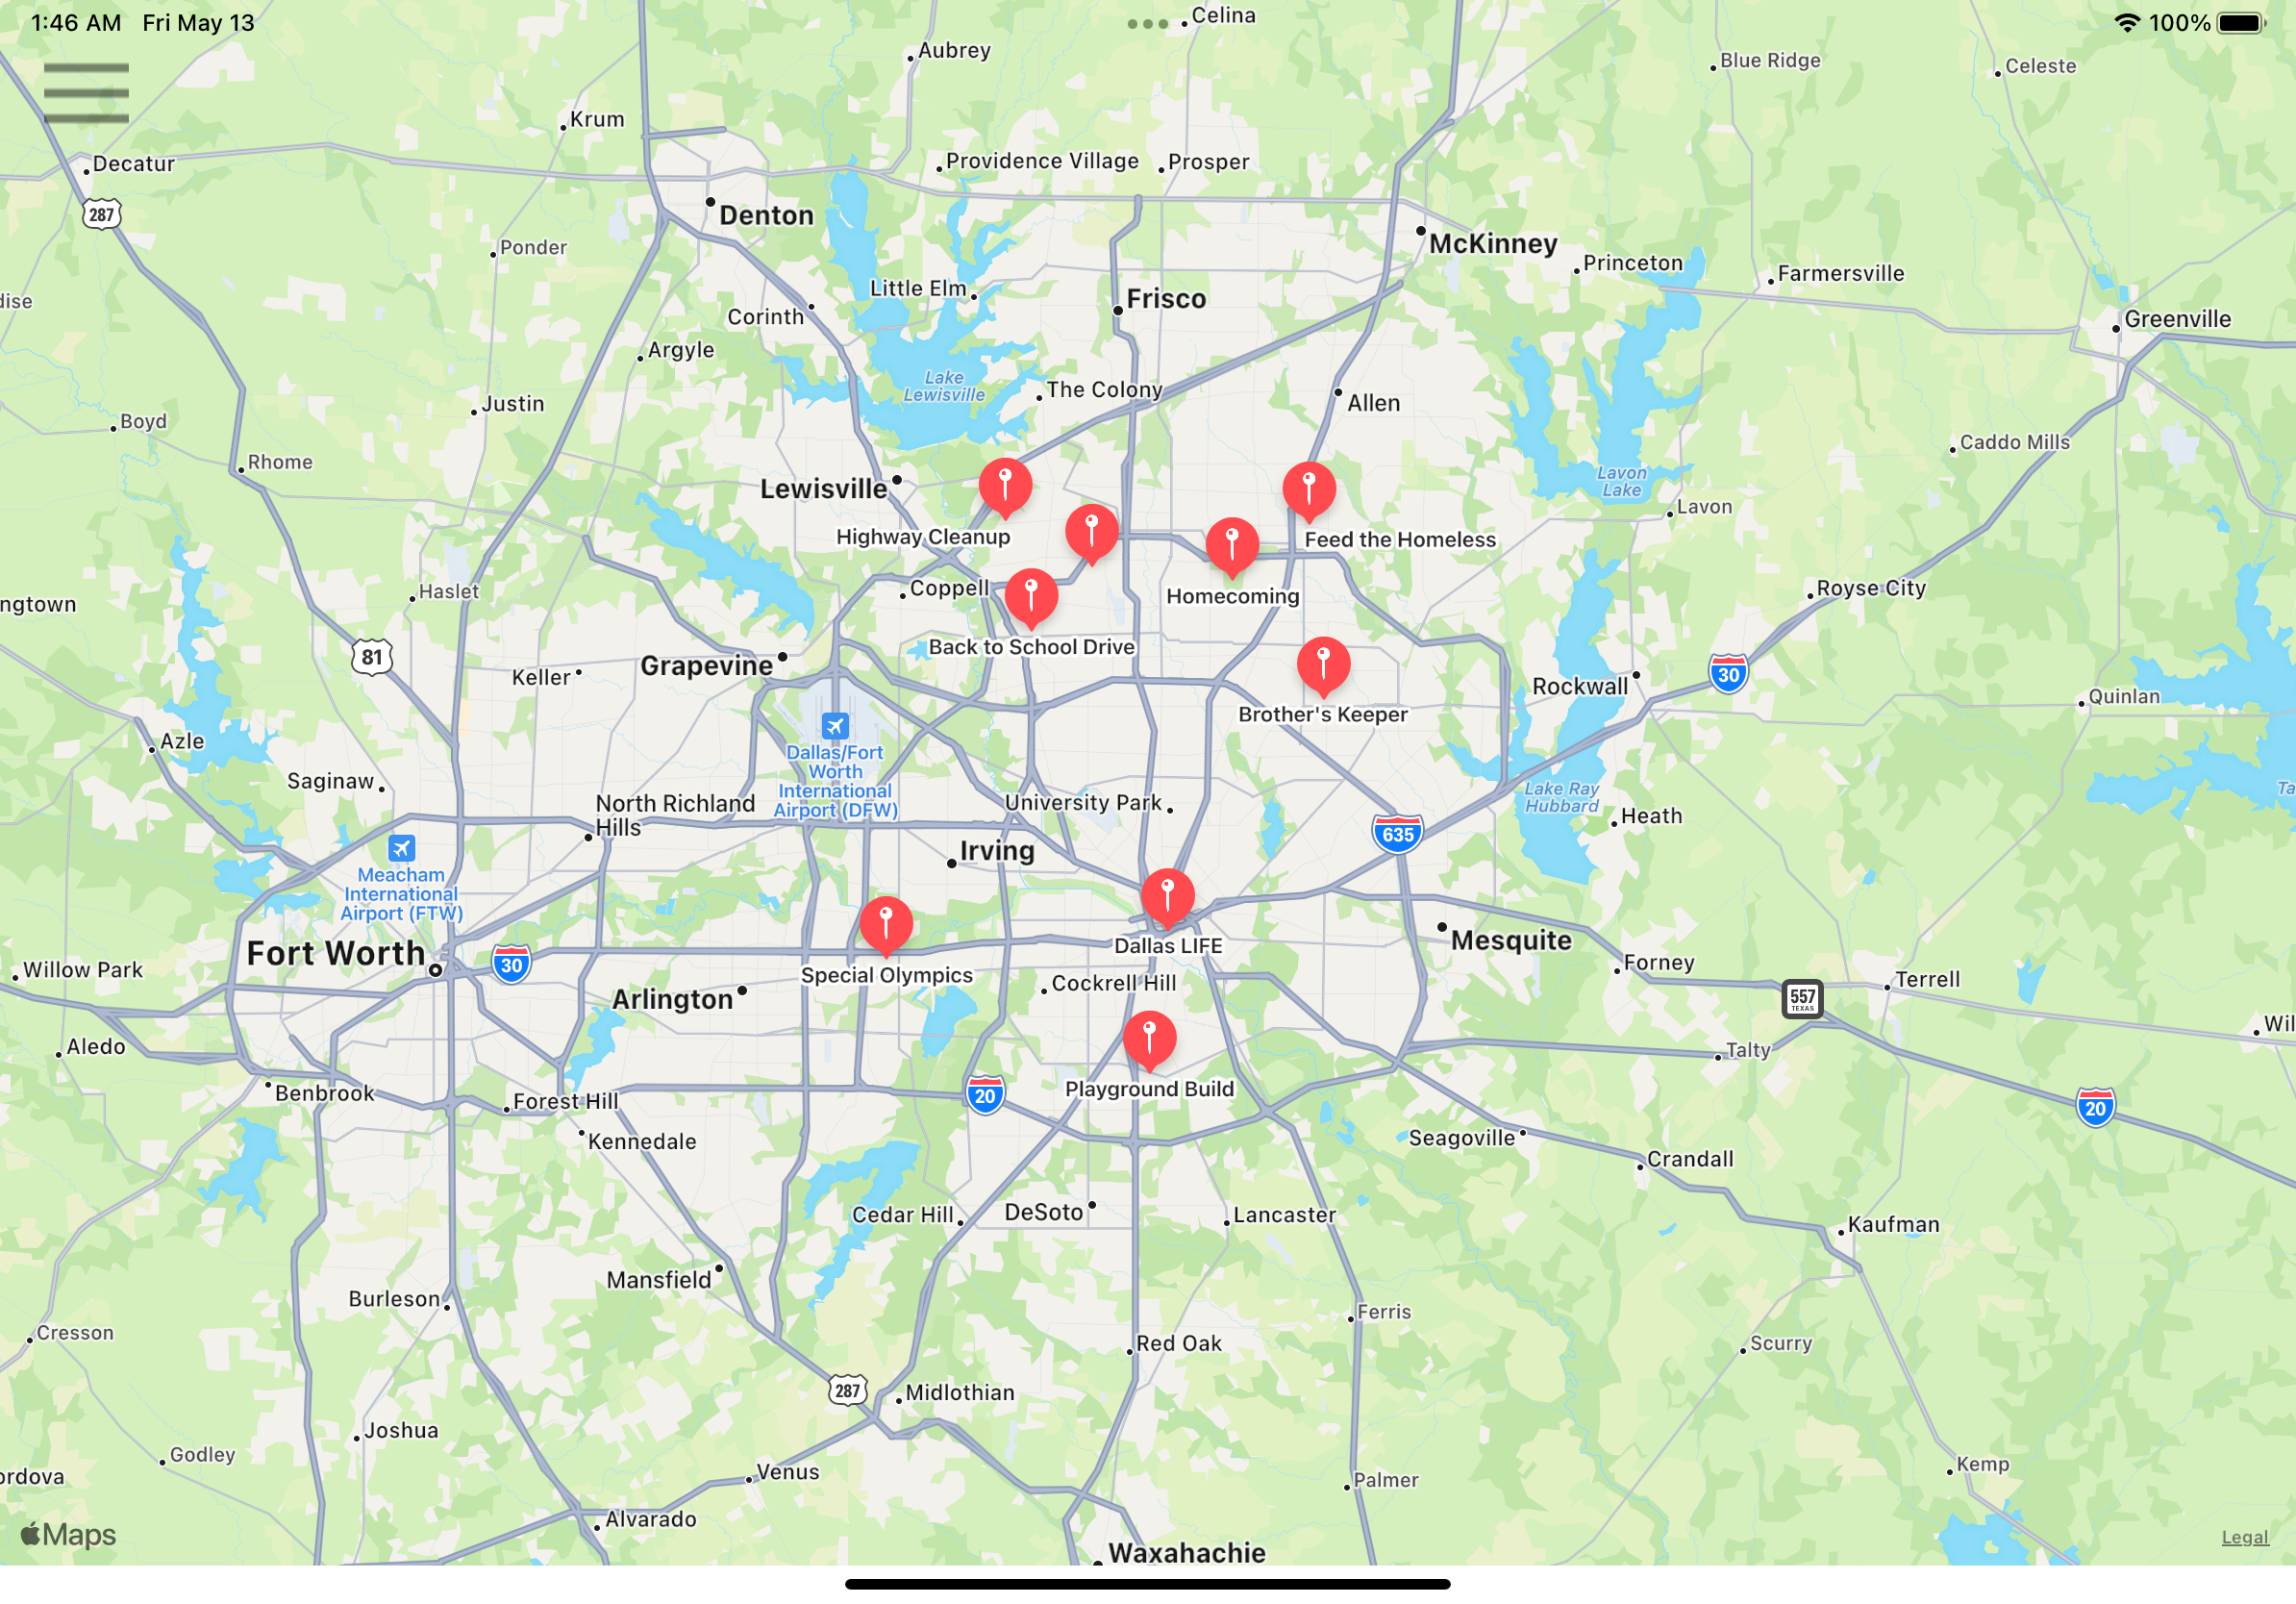 1:46 AM Fri May 13
100%
Celina
Aubrey
Blue Ridge
Celeste
Krum
Decatur
Providence Village
Prosper
287
Denton
McKinney
Ponder
Princeton
Farmersville
Little Elm
Frisco
Corinth
Greenville
Argyle
Lake
Lewisville
The Colony
Justin
Allen
Boyd
Caddo Mills
Rhome
Lewisville
Lavon
Lake
Lavon
Highway Cleanup
Feed the Homeless
Coppell
Haslet
Homecoming
Royse City
ngtown
Back to School Drive
81
Grapevine
Keller
Rockwall
30
Quinlan
Brother's Keeper
Azle
Dallas/Fort
Worth
International
Airport (DFW)
Saginaw
North Richland
Hills
University Park
Lake Ray
Hubbard
Ta
Heath
635
Irving
Meacham
International
Airport (FTW)
Fort Worth
30
Dallas LIFE
Mesquite
Willow Park
Special Olympics
Cockrell Hill
Forney
Terrell
Arlington
557
TEXAS
Wil
Aledo
Talty
Playground Build
Benbrook
Forest Hill
20
20
Kennedale
Seagoville
Crandall
Cedar Hill
DeSoto
Lancaster
Kaufman
Mansfield
Burleson
Ferris
Cresson
Red Oak
Scurry
287
Midlothian
Joshua
Godley
ordova
Venus
Kemp
Palmer
Alvarado
Maps
Legal
Waxahachie